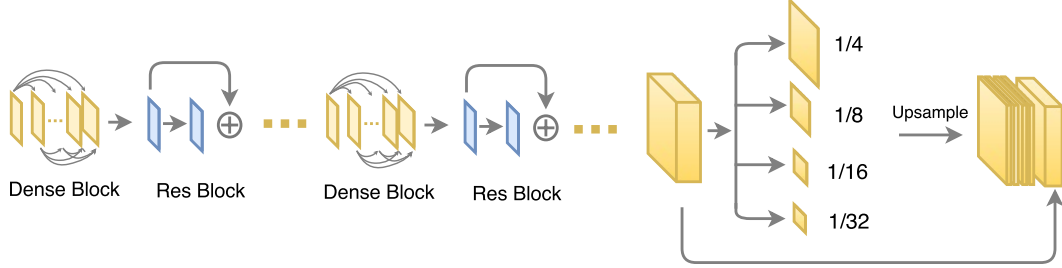 Dense Block
Res Block
Dense Block
Res Block
1/4
1/8
1/16
1/32
Upsample